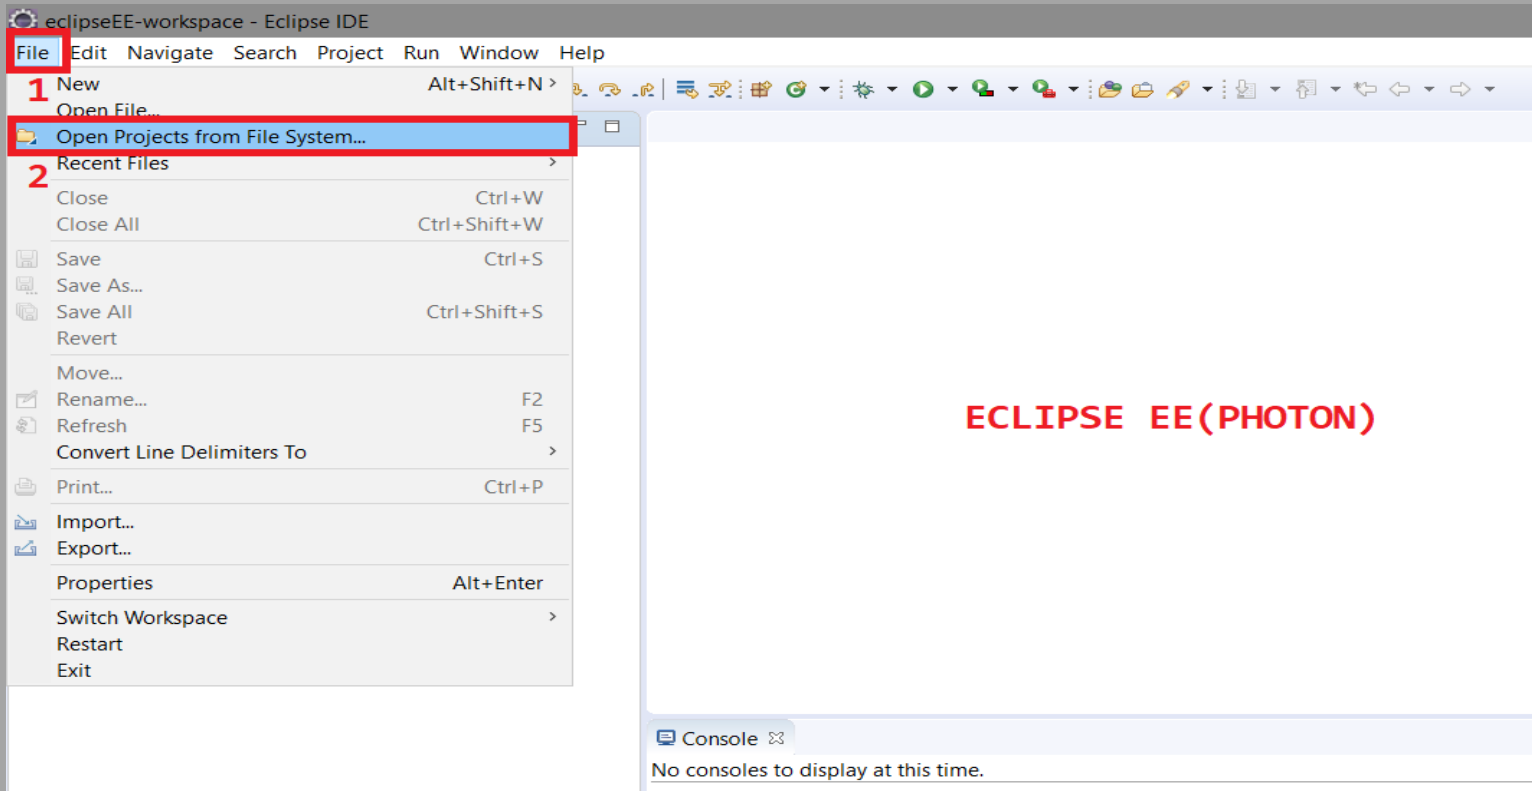 eclipseEE-workspace - Eclipse IDE
File Edit Navigate Search Project Run Window Help
1
New Alt+Shift+N >
Open File...
Open Projects from File System...
2
Recent Files >
Close Ctrl+W
Close All Ctrl+Shift+W
Save Ctrl+S
Save As...
Save All Ctrl+Shift+S
Revert
Move...
Rename... F2
Refresh F5
Convert Line Delimiters To >
Print... Ctrl+P
Import...
Export...
Properties Alt+Enter
Switch Workspace >
Restart
Exit
ECLIPSE EE(PHOTON)
Console
No consoles to display at this time.